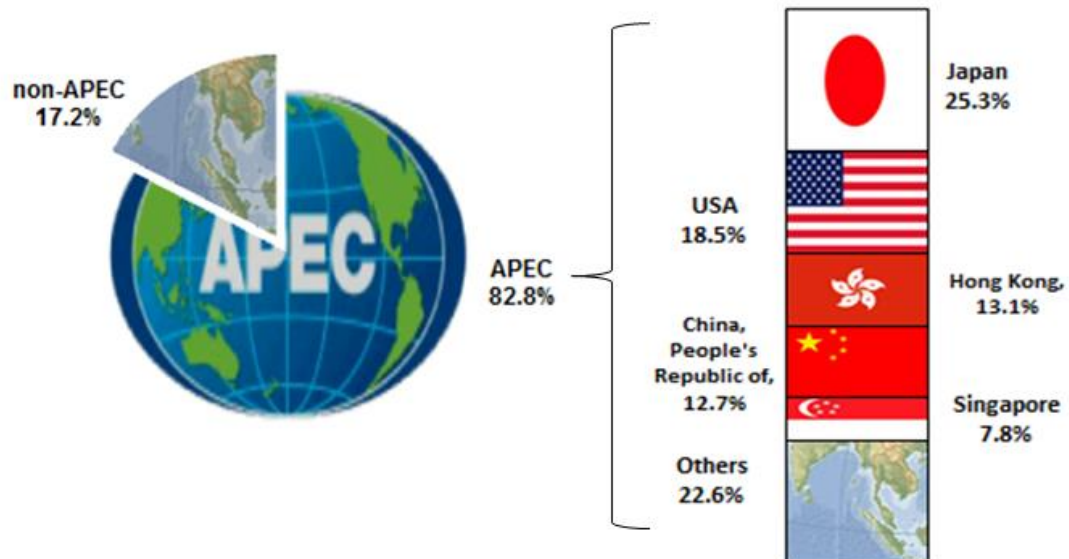 non-APEC
17.2%
APEC
APEC
82.8%
Japan
25.3%
USA
18.5%
Hong Kong,
13.1%
China,
People's
Republic of,
12.7%
Singapore
7.8%
Others
22.6%